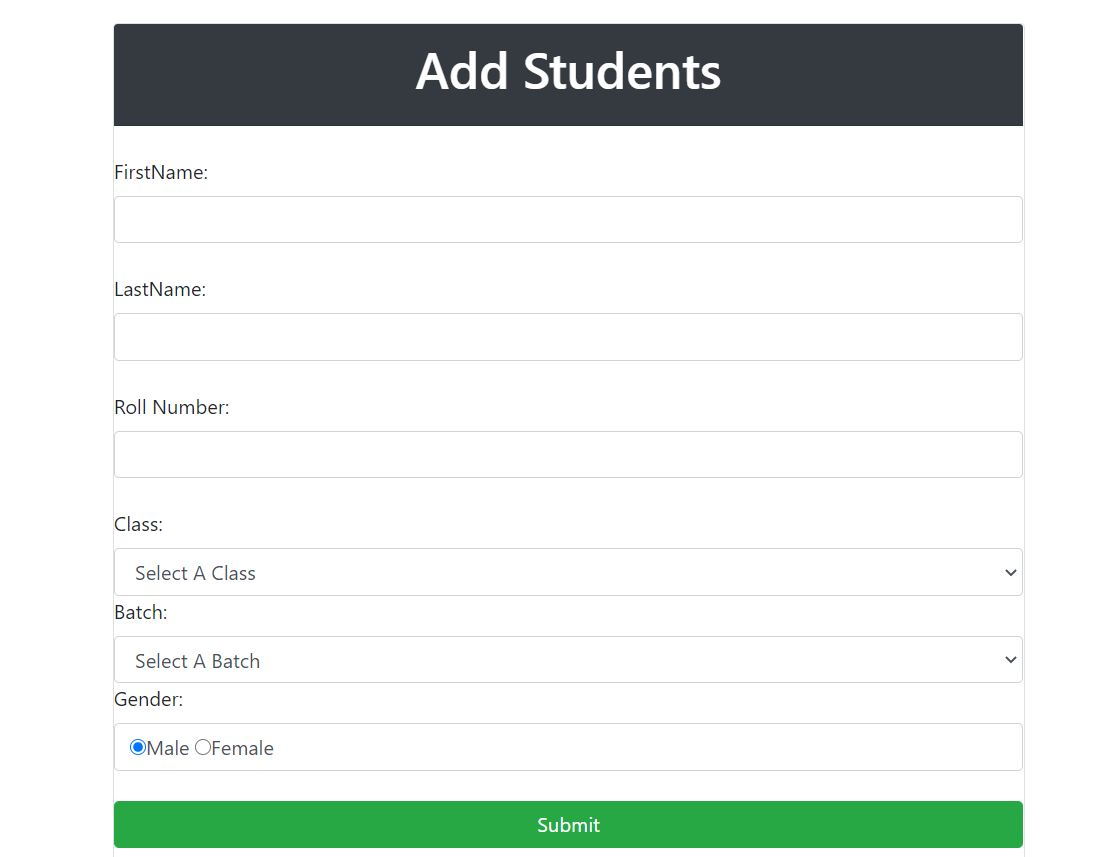 Add Students
FirstName:
LastName:
Roll Number:
Class:
Select A Class
Batch:
Select A Batch
Gender:
Male Female
Submit